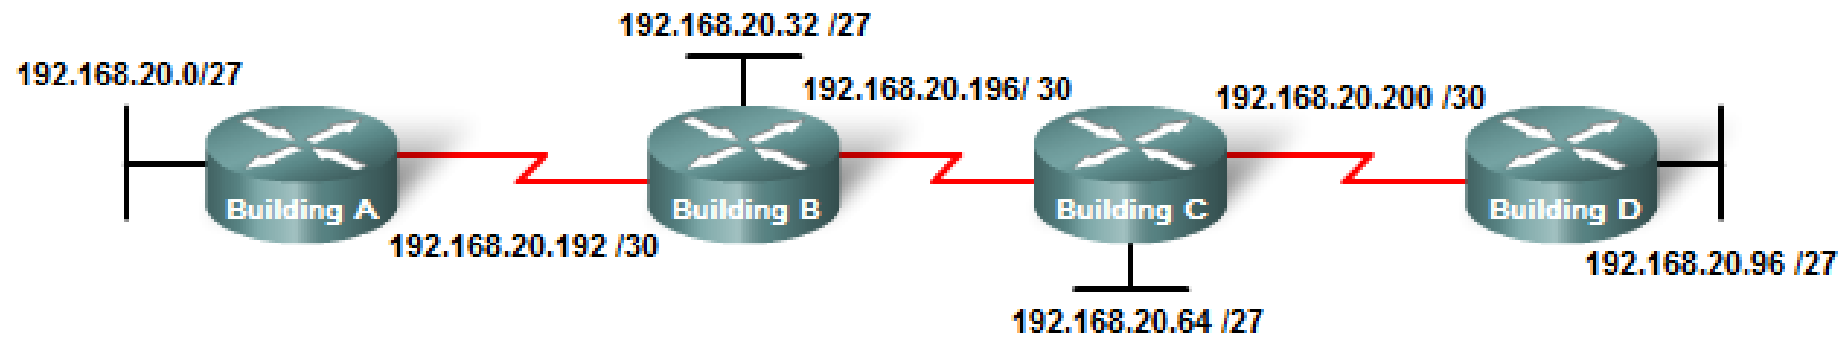 192.168.20.32 /27
192.168.20.0/27
192.168.20.196/ 30
192.168.20.200 /30
Building A
Building B
Building C
Building D
192.168.20.192 /30
192.168.20.96 /27
192.168.20.64 /27